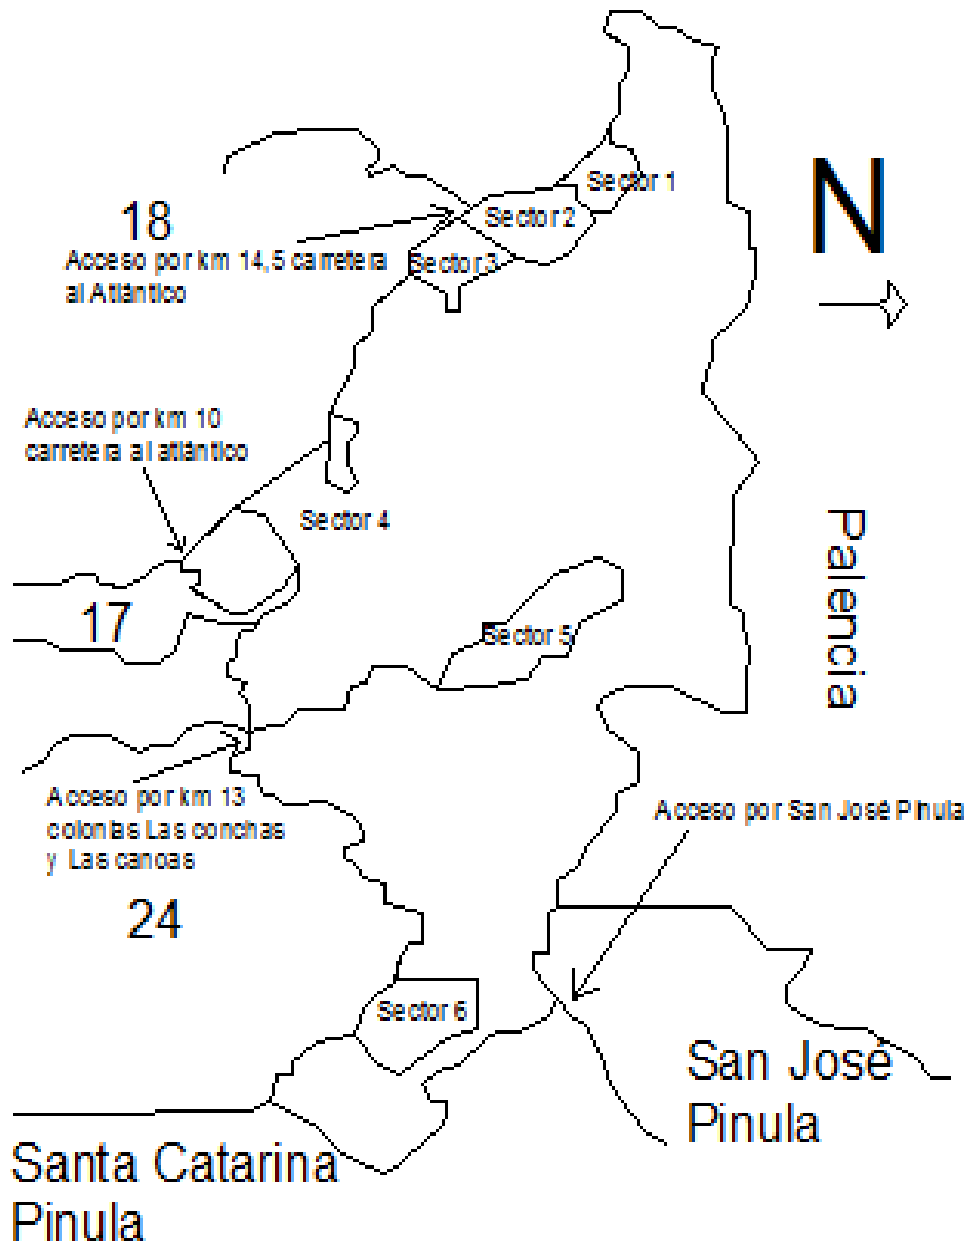 Sector 1
N
18
Sector 2
Acceso por km 14,5 carretera
al Atlántico
Sector 3
Acceso por km 10
carretera al atlántico
Sector 4
Palencia
17
Sector 5
Acceso por km 13
colonias Las conchas
y Las canoas
Acceso por San José Pinula
24
Sector 6
San José
Pinula
Santa Catarina
Pinula